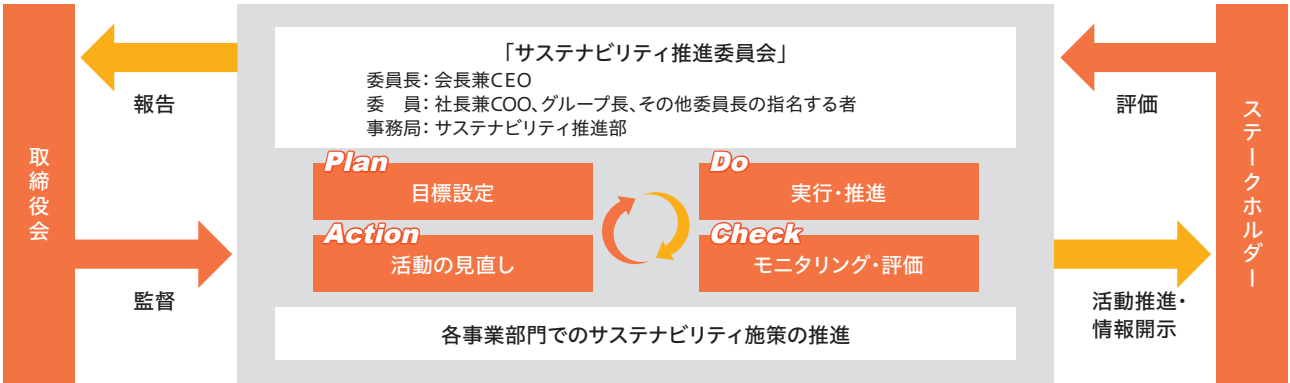 取締役会
報告
監督
「サステナビリティ推進委員会」
委員長：会長兼CEO
委　員：社長兼COO、グループ長、その他委員長の指名する者
事務局：サステナビリティ推進部
Plan
目標設定
Do
実行・推進
Action
活動の見直し
Check
モニタリング・評価
各事業部門でのサステナビリティ施策の推進
評価
活動推進・
情報開示
ステークホルダー